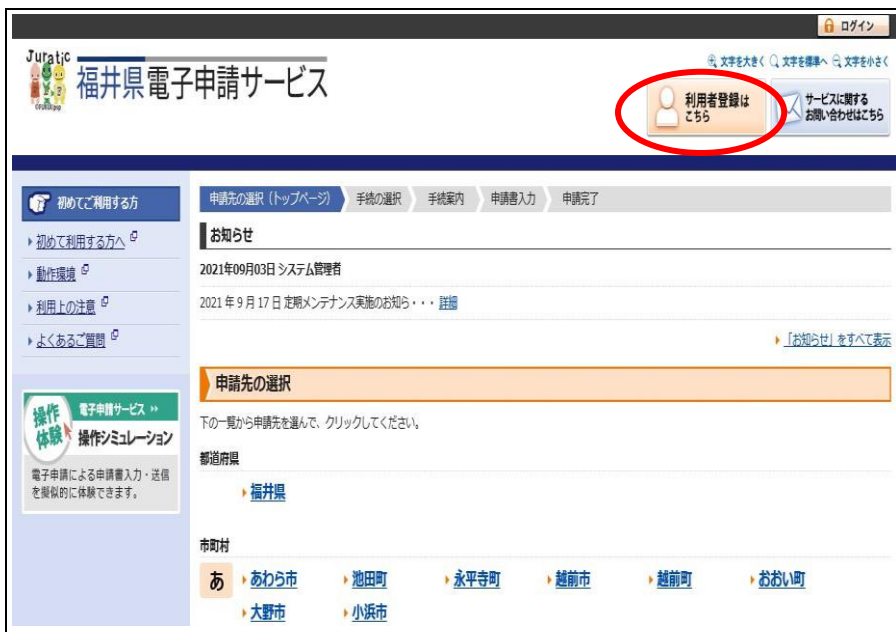 ログイン
Juratic
福井県電子申請サービス
文字を大きく 文字を標準へ 文字を小さく
利用者登録は
こちら
サービスに関する
お問い合わせはこちら
初めてご利用する方
初めて利用する方へ
動作環境
利用上の注意
よくあるご質問
操作
体験
電子申請サービス »
操作シミュレーション
電子申請による申請書入力・送信
を擬似的に体験できます。
申請先の選択（トップページ） 手続の選択 手続案内 申請書入力 申請完了
お知らせ
2021年09月03日 システム管理者
2021年9月17日 定期メンテナンス実施のお知ら・・・ 詳細
「お知らせ」をすべて表示
申請先の選択
下の一覧から申請先を選んで、クリックしてください。
都道府県
福井県
市町村
あ あわら市 池田町 永平寺町 越前市 越前町 おおい町
大野市 小浜市